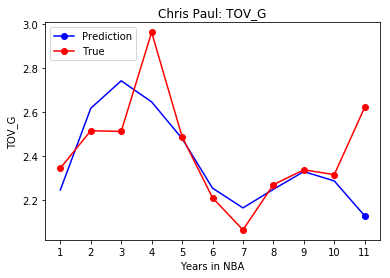 Chris Paul: TOV_G
Prediction
True
3.0
2.8
2.6
2.4
2.2
TOV_G
1 2 3 4 5 6 7 8 9 10 11
Years in NBA